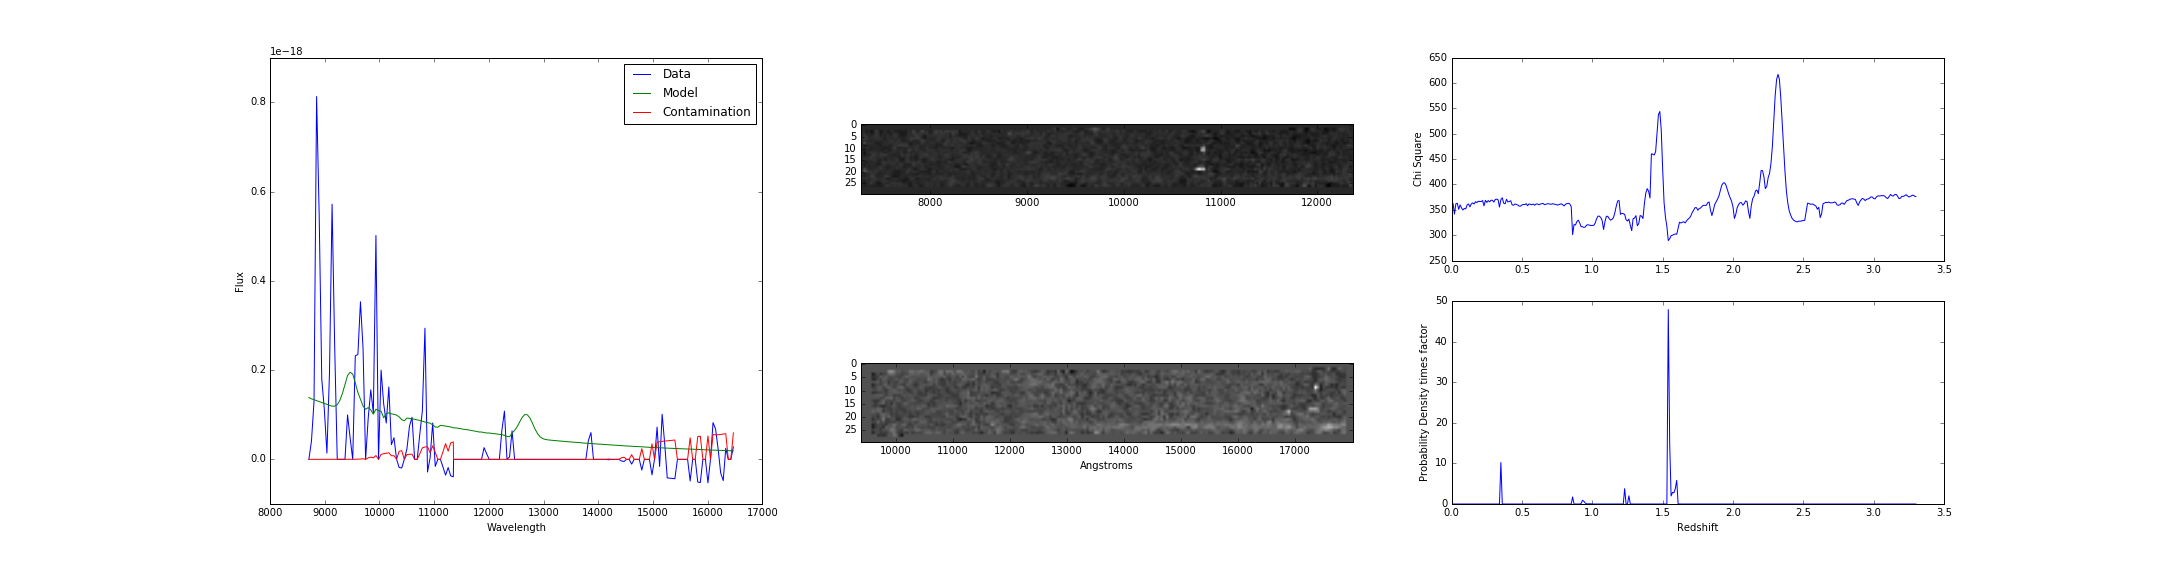 1e−18
0.8
0.6
0.4
0.2
0.0
Flux
8000 9000 10000 11000 12000 13000 14000 15000 16000 17000
Wavelength
Data
Model
Contamination
0
5
10
15
20
25
8000 9000 10000 11000 12000
0
5
10
15
20
25
10000 11000 12000 13000 14000 15000 16000 17000
Angstroms
650
600
550
500
450
400
350
300
250
Chi Square
0.0 0.5 1.0 1.5 2.0 2.5 3.0 3.5
50
40
30
20
10
0
Probability Density times factor
0.0 0.5 1.0 1.5 2.0 2.5 3.0 3.5
Redshift